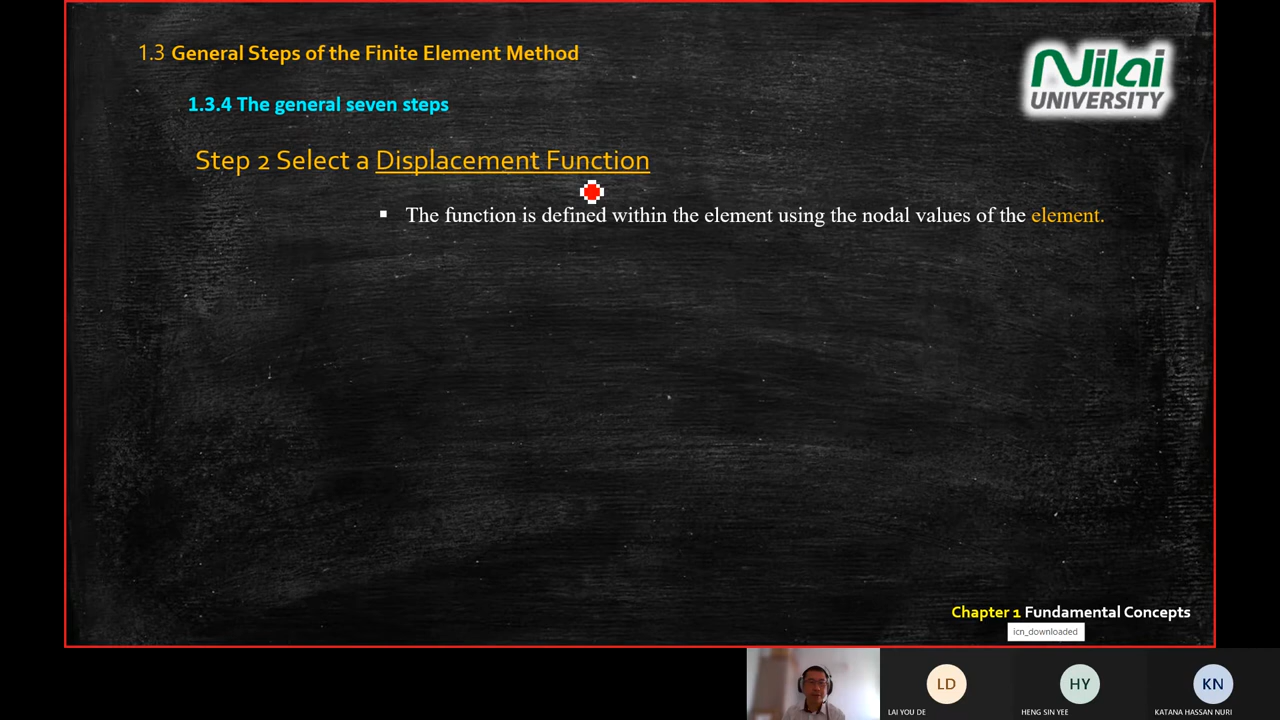 1.3 General Steps of the Finite Element Method
Nilai
UNIVERSITY
1.3.4 The general seven steps
Step 2 Select a Displacement Function
▪ The function is defined within the element using the nodal values of the element.
Chapter 1 Fundamental Concepts
icn_downloaded
LD
HY
KN
LAI YOU DE
HENG SIN YEE
KATANA HASSAN NURI